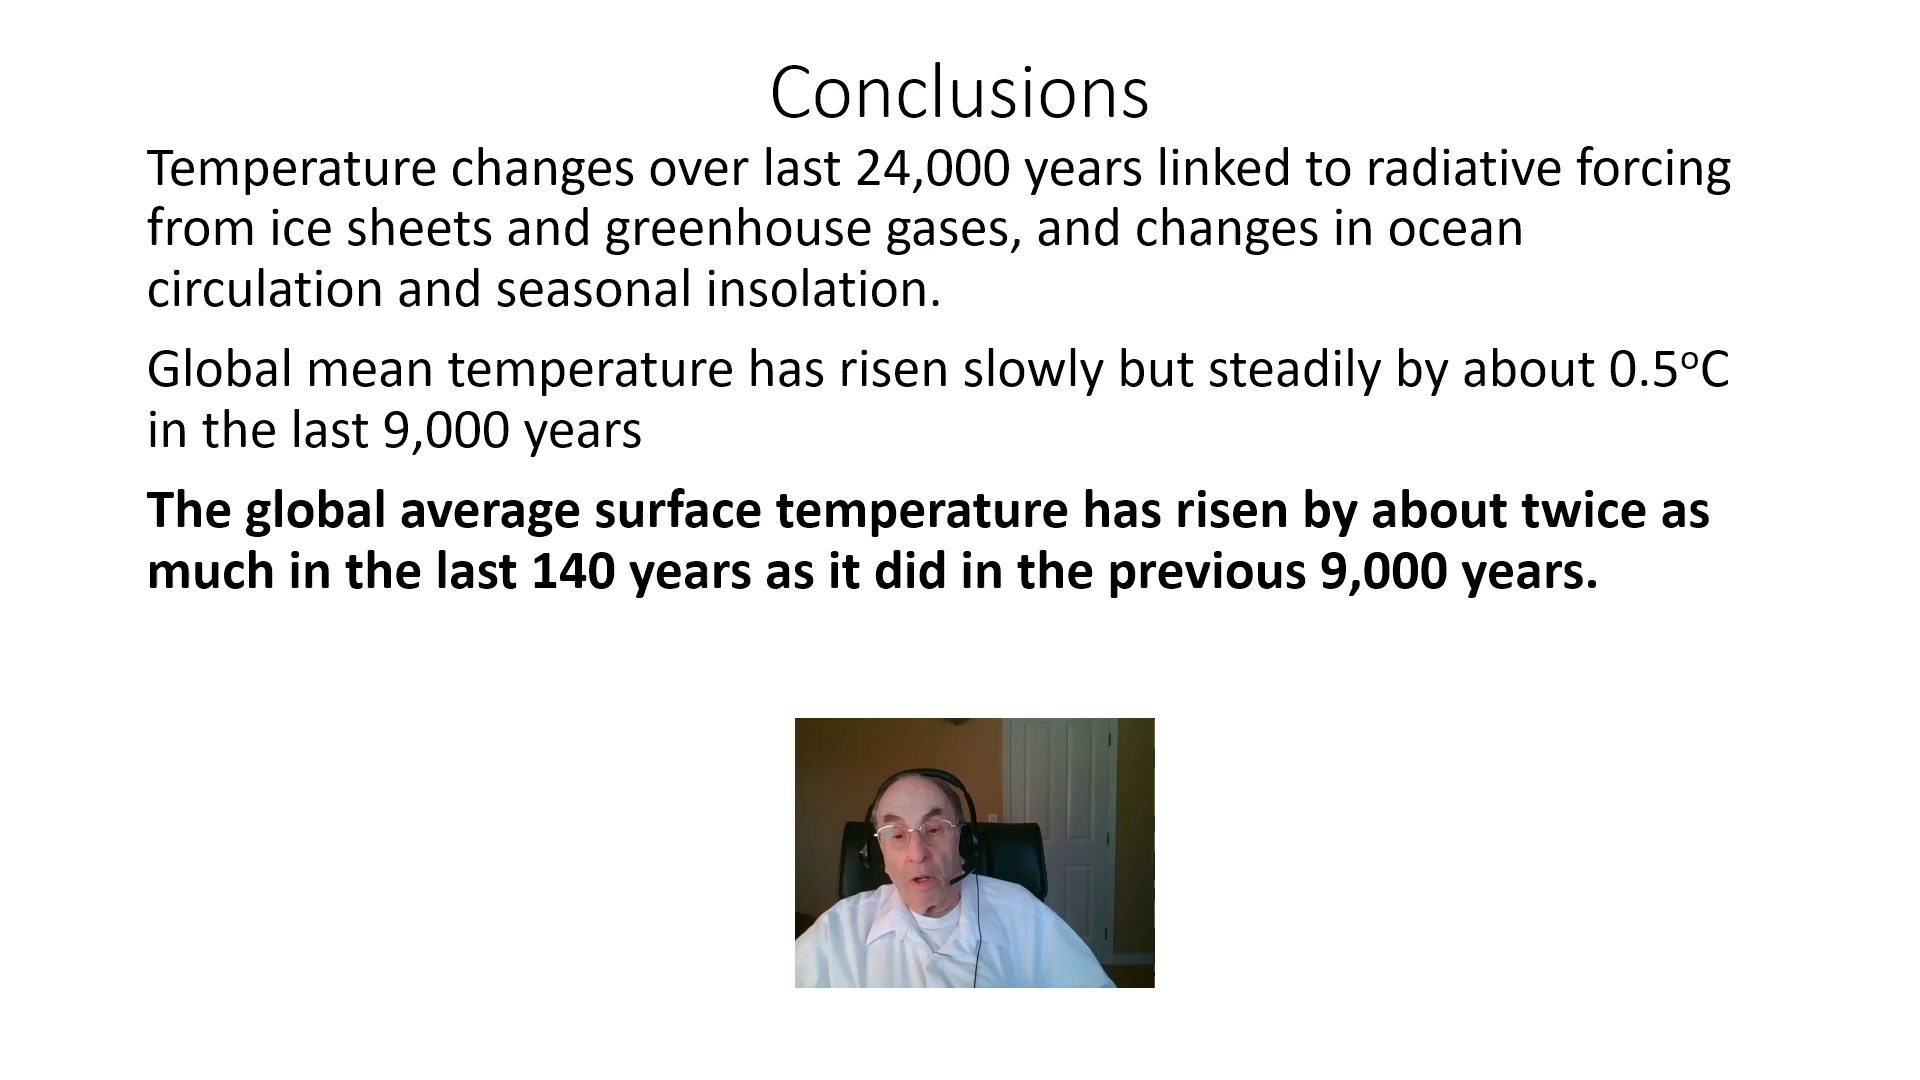 Conclusions
Temperature changes over last 24,000 years linked to radiative forcing
from ice sheets and greenhouse gases, and changes in ocean
circulation and seasonal insolation.
Global mean temperature has risen slowly but steadily by about 0.5ºC
in the last 9,000 years
The global average surface temperature has risen by about twice as
much in the last 140 years as it did in the previous 9,000 years.